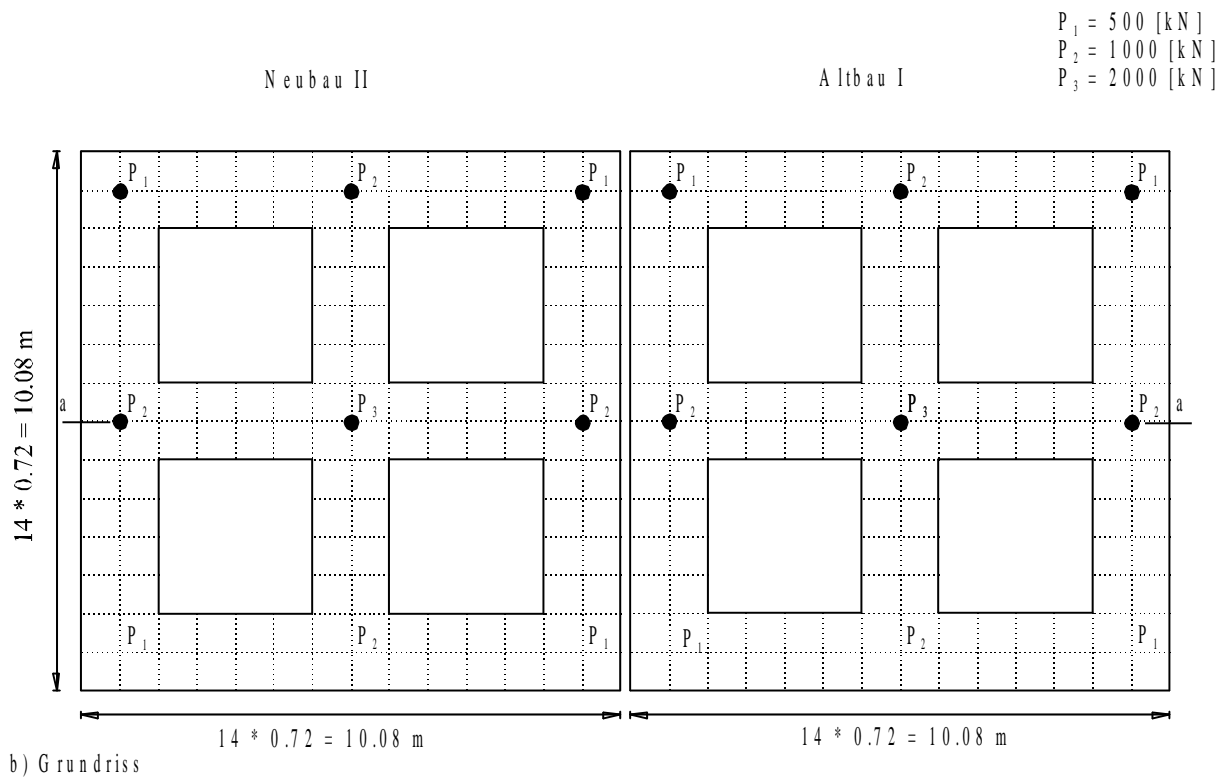 P₁ = 500 [kN]
P₂ = 1000 [kN]
P₃ = 2000 [kN]
Neubau II
Altbau I
P₁ P₂ P₁ P₁ P₂ P₁
14 * 0.72 = 10.08 m
a P₂ P₃ P₂ P₂ P₃ P₂ a
P₁ P₂ P₁ P₁ P₂ P₁
14 * 0.72 = 10.08 m
14 * 0.72 = 10.08 m
b) Grundriss